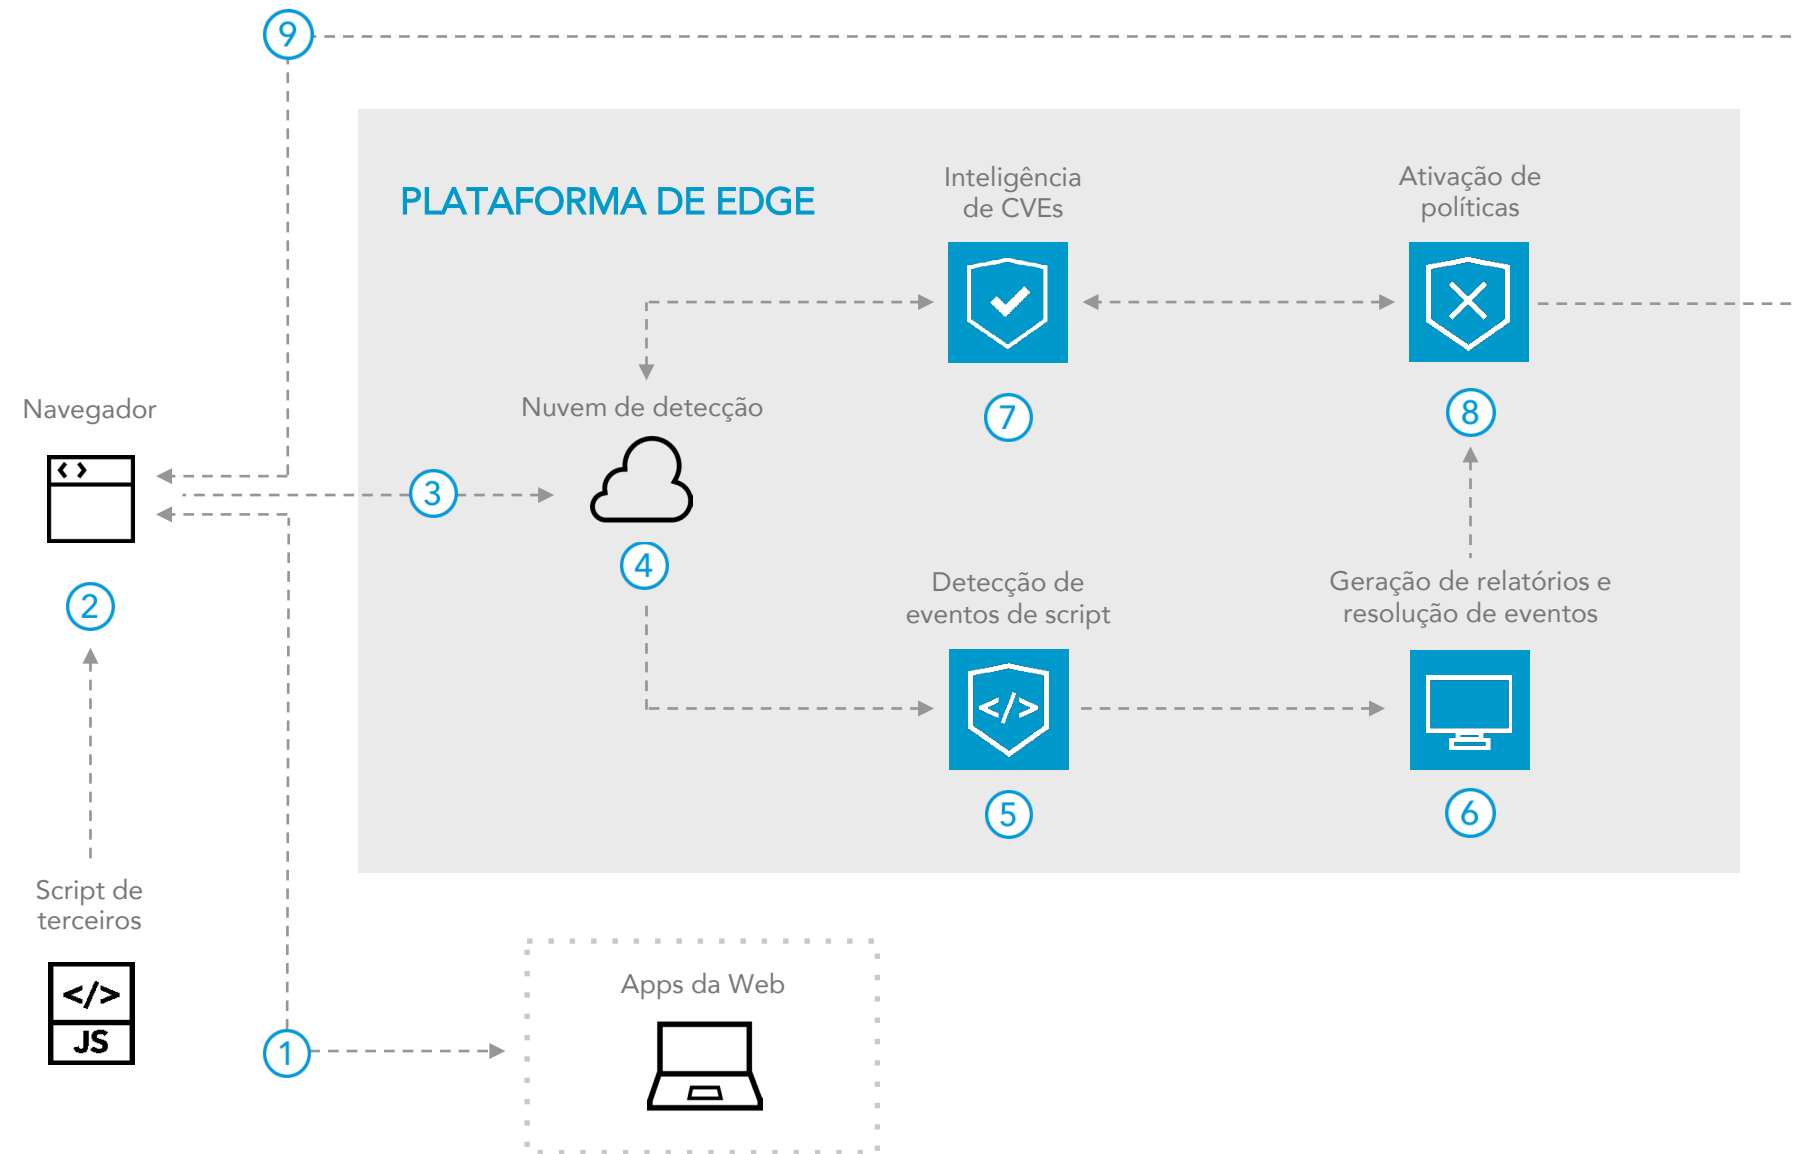 9
PLATAFORMA DE EDGE
Inteligência
de CVEs
Ativação de
políticas
7
8
Navegador
Nuvem de detecção
3
4
2
Detecção de
eventos de script
</>
5
Geração de relatórios e
resolução de eventos
6
Script de
terceiros
</>
JS
1
Apps da Web